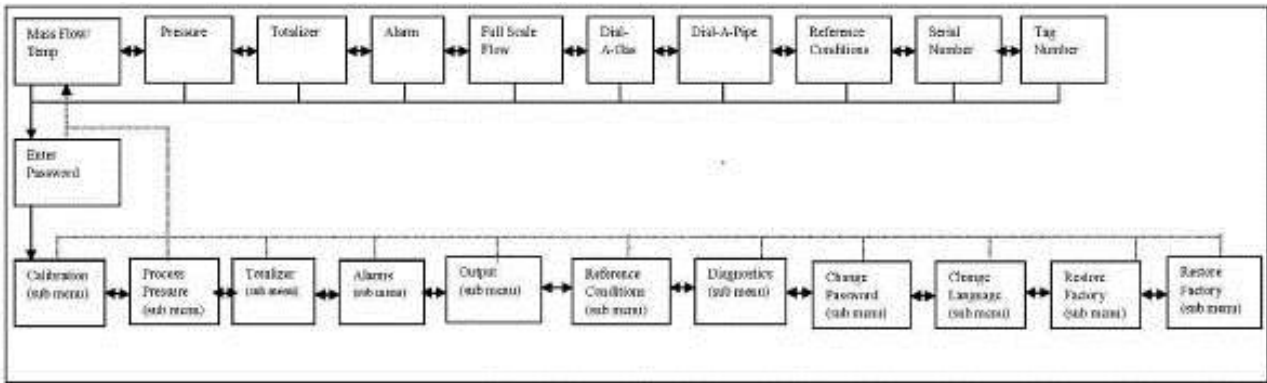 Mass Flow/
Temp
Pressure
Totalizer
Alarm
Full Scale
Flow
Dial-
A-Gas
Dial-A-Pipe
Reference
Conditions
Serial
Number
Tag
Number
Enter
Password
Calibration
(sub menu)
Process
Pressure
(sub menu)
Totalizer
(sub menu)
Alarms
(sub menu)
Output
(sub menu)
Reference
Conditions
(sub menu)
Diagnostics
(sub menu)
Change
Password
(sub menu)
Change
Language
(sub menu)
Restore
Factory
(sub menu)
Restore
Factory
(sub menu)